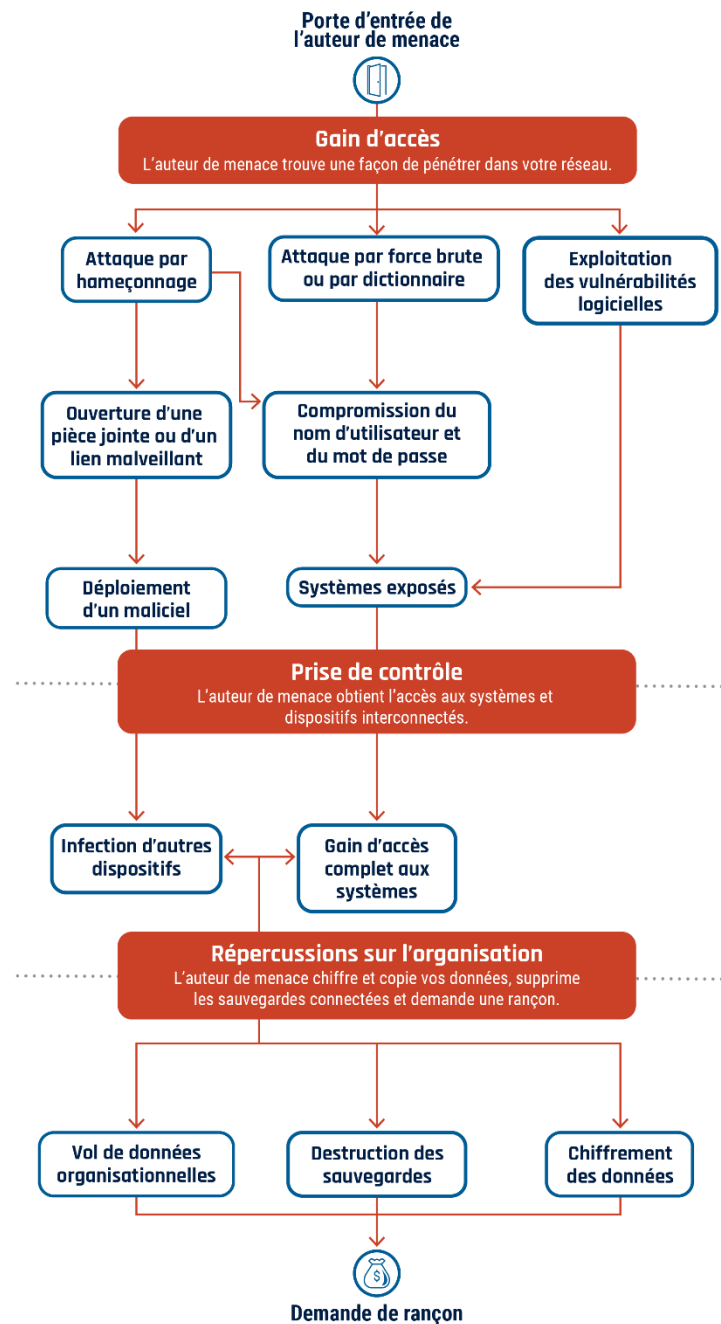 Porte d'entrée de
l'auteur de menace
Gain d'accès
L'auteur de menace trouve une façon de pénétrer dans votre réseau.
Attaque par
hameçonnage
Attaque par force brute
ou par dictionnaire
Exploitation
des vulnérabilités
logicielles
Ouverture d'une
pièce jointe ou d'un
lien malveillant
Compromission du
nom d'utilisateur et
du mot de passe
Déploiement
d'un maliciel
Systèmes exposés
Prise de contrôle
L'auteur de menace obtient l'accès aux systèmes et
dispositifs interconnectés.
Infection d'autres
dispositifs
Gain d'accès
complet aux
systèmes
Répercussions sur l'organisation
L'auteur de menace chiffre et copie vos données, supprime
les sauvegardes connectées et demande une rançon.
Vol de données
organisationnelles
Destruction des
sauvegardes
Chiffrement
des données
$
Demande de rançon